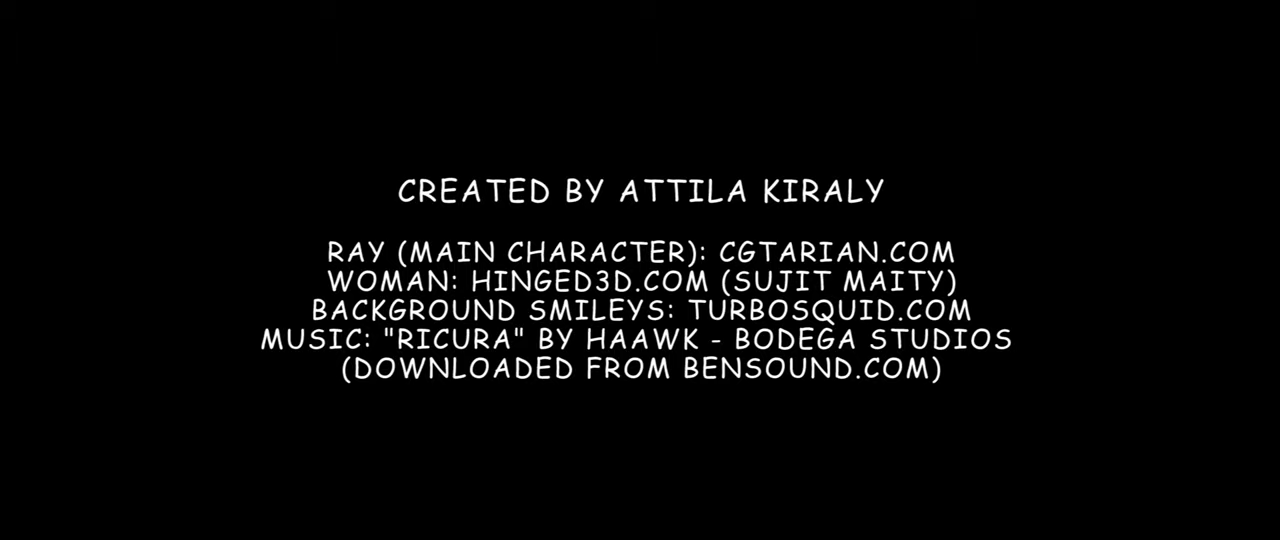 CREATED BY ATTILA KIRALY
RAY (MAIN CHARACTER): CGTARIAN.COM
WOMAN: HINGED3D.COM (SUJIT MAITY)
BACKGROUND SMILEYS: TURBOSQUID.COM
MUSIC: "RICURA" BY HAAWK - BODEGA STUDIOS
(DOWNLOADED FROM BENSOUND.COM)